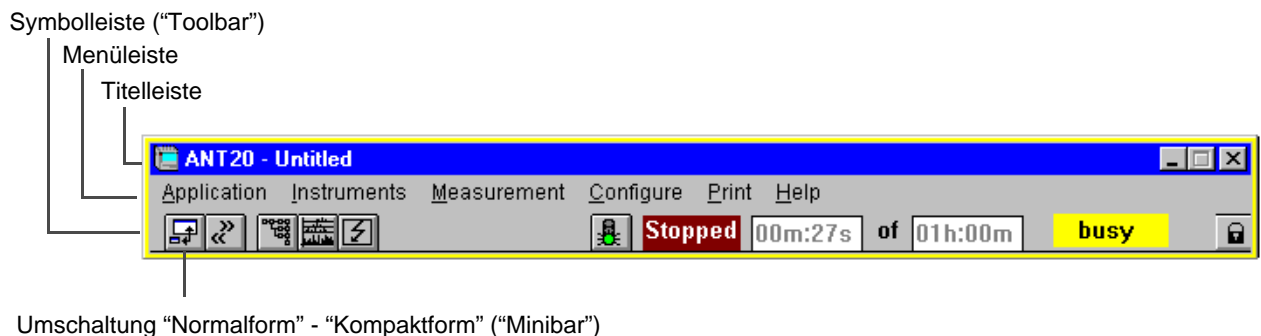 Symbolleiste (“Toolbar”)
Menüleiste
Titelleiste
ANT20 - Untitled
Application Instruments Measurement Configure Print Help
Stopped 00m:27s of 01h:00m busy
Umschaltung “Normalform” - “Kompaktform” (“Minibar”)